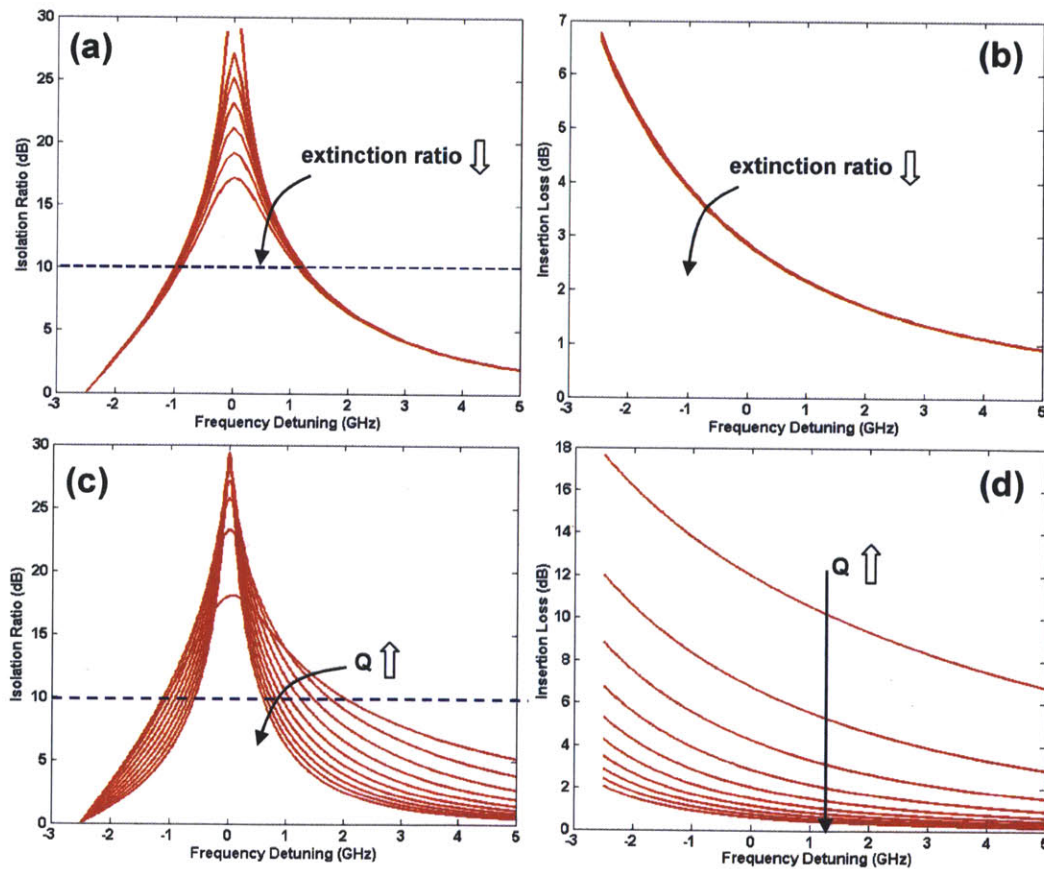 (a)
30
25
20
15
10
5
0
Isolation Ratio (dB)
extinction ratio
-3 -2 -1 0 1 2 3 4 5
Frequency Detuning (GHz)
(b)
7
6
5
4
3
2
1
0
Insertion Loss (dB)
extinction ratio
-3 -2 -1 0 1 2 3 4 5
Frequency Detuning (GHz)
(c)
30
25
20
15
10
5
0
Isolation Ratio (dB)
Q
-3 -2 -1 0 1 2 3 4 5
Frequency Detuning (GHz)
(d)
18
16
14
12
10
8
6
4
2
0
Insertion Loss (dB)
Q
-3 -2 -1 0 1 2 3 4 5
Frequency Detuning (GHz)